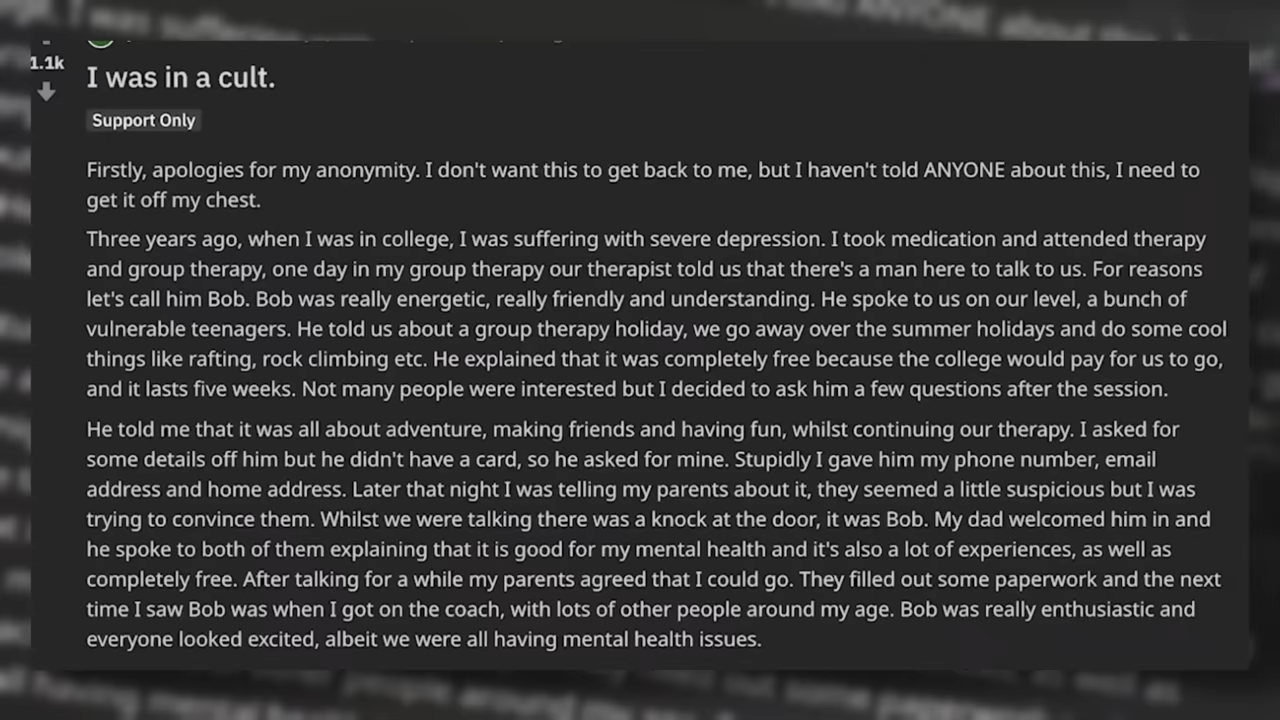 1.1k
I was in a cult.
Support Only
Firstly, apologies for my anonymity. I don't want this to get back to me, but I haven't told ANYONE about this, I need to
get it off my chest.
Three years ago, when I was in college, I was suffering with severe depression. I took medication and attended therapy
and group therapy, one day in my group therapy our therapist told us that there's a man here to talk to us. For reasons
let's call him Bob. Bob was really energetic, really friendly and understanding. He spoke to us on our level, a bunch of
vulnerable teenagers. He told us about a group therapy holiday, we go away over the summer holidays and do some cool
things like rafting, rock climbing etc. He explained that it was completely free because the college would pay for us to go,
and it lasts five weeks. Not many people were interested but I decided to ask him a few questions after the session.
He told me that it was all about adventure, making friends and having fun, whilst continuing our therapy. I asked for
some details off him but he didn't have a card, so he asked for mine. Stupidly I gave him my phone number, email
address and home address. Later that night I was telling my parents about it, they seemed a little suspicious but I was
trying to convince them. Whilst we were talking there was a knock at the door, it was Bob. My dad welcomed him in and
he spoke to both of them explaining that it is good for my mental health and it's also a lot of experiences, as well as
completely free. After talking for a while my parents agreed that I could go. They filled out some paperwork and the next
time I saw Bob was when I got on the coach, with lots of other people around my age. Bob was really enthusiastic and
everyone looked excited, albeit we were all having mental health issues.